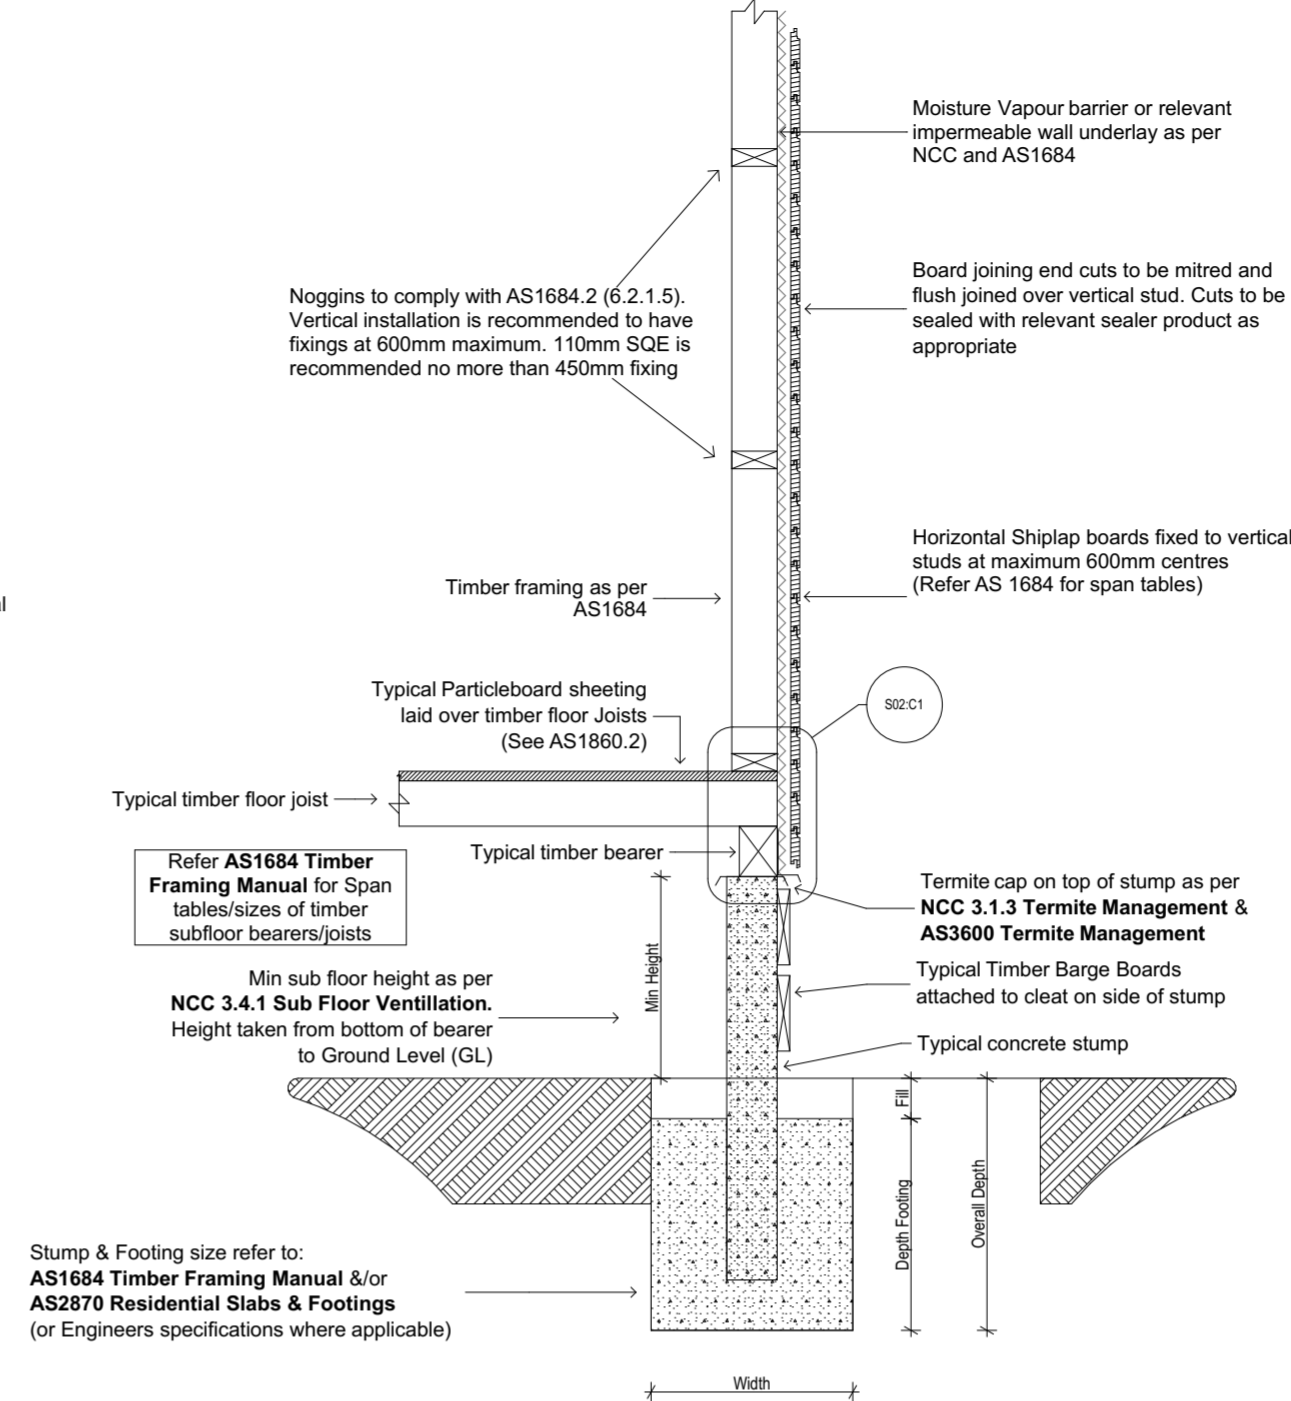 Moisture Vapour barrier or relevant
impermeable wall underlay as per
NCC and AS1684
Noggins to comply with AS1684.2 (6.2.1.5).
Vertical installation is recommended to have
fixings at 600mm maximum. 110mm SQE is
recommended no more than 450mm fixing
Board joining end cuts to be mitred and
flush joined over vertical stud. Cuts to be
sealed with relevant sealer product as
appropriate
Horizontal Shiplap boards fixed to vertical
studs at maximum 600mm centres
(Refer AS 1684 for span tables)
Timber framing as per
AS1684
al
Typical Particleboard sheeting
laid over timber floor Joists
(See AS1860.2)
S02:C1
Typical timber floor joist
Typical timber bearer
Refer AS1684 Timber
Framing Manual for Span
tables/sizes of timber
subfloor bearers/joists
Termite cap on top of stump as per
NCC 3.1.3 Termite Management &
AS3600 Termite Management
Min sub floor height as per
NCC 3.4.1 Sub Floor Ventillation.
Height taken from bottom of bearer
to Ground Level (GL)
Min Height
Typical Timber Barge Boards
attached to cleat on side of stump
Typical concrete stump
Fill
Depth Footing
Overall Depth
Stump & Footing size refer to:
AS1684 Timber Framing Manual &/or
AS2870 Residential Slabs & Footings
(or Engineers specifications where applicable)
Width